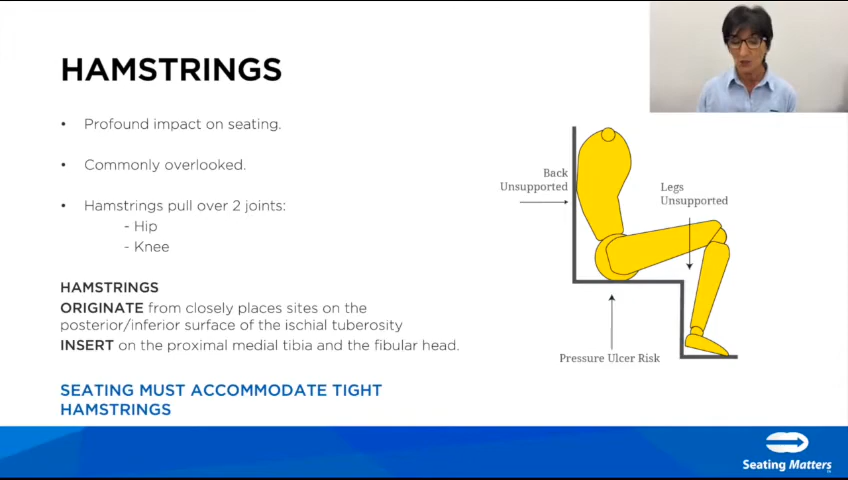 HAMSTRINGS
• Profound impact on seating.
• Commonly overlooked.
• Hamstrings pull over 2 joints:
- Hip
- Knee
HAMSTRINGS
ORIGINATE from closely places sites on the
posterior/inferior surface of the ischial tuberosity
INSERT on the proximal medial tibia and the fibular head.
SEATING MUST ACCOMMODATE TIGHT
HAMSTRINGS
Back
Unsupported
Legs
Unsupported
Pressure Ulcer Risk
Seating Matters